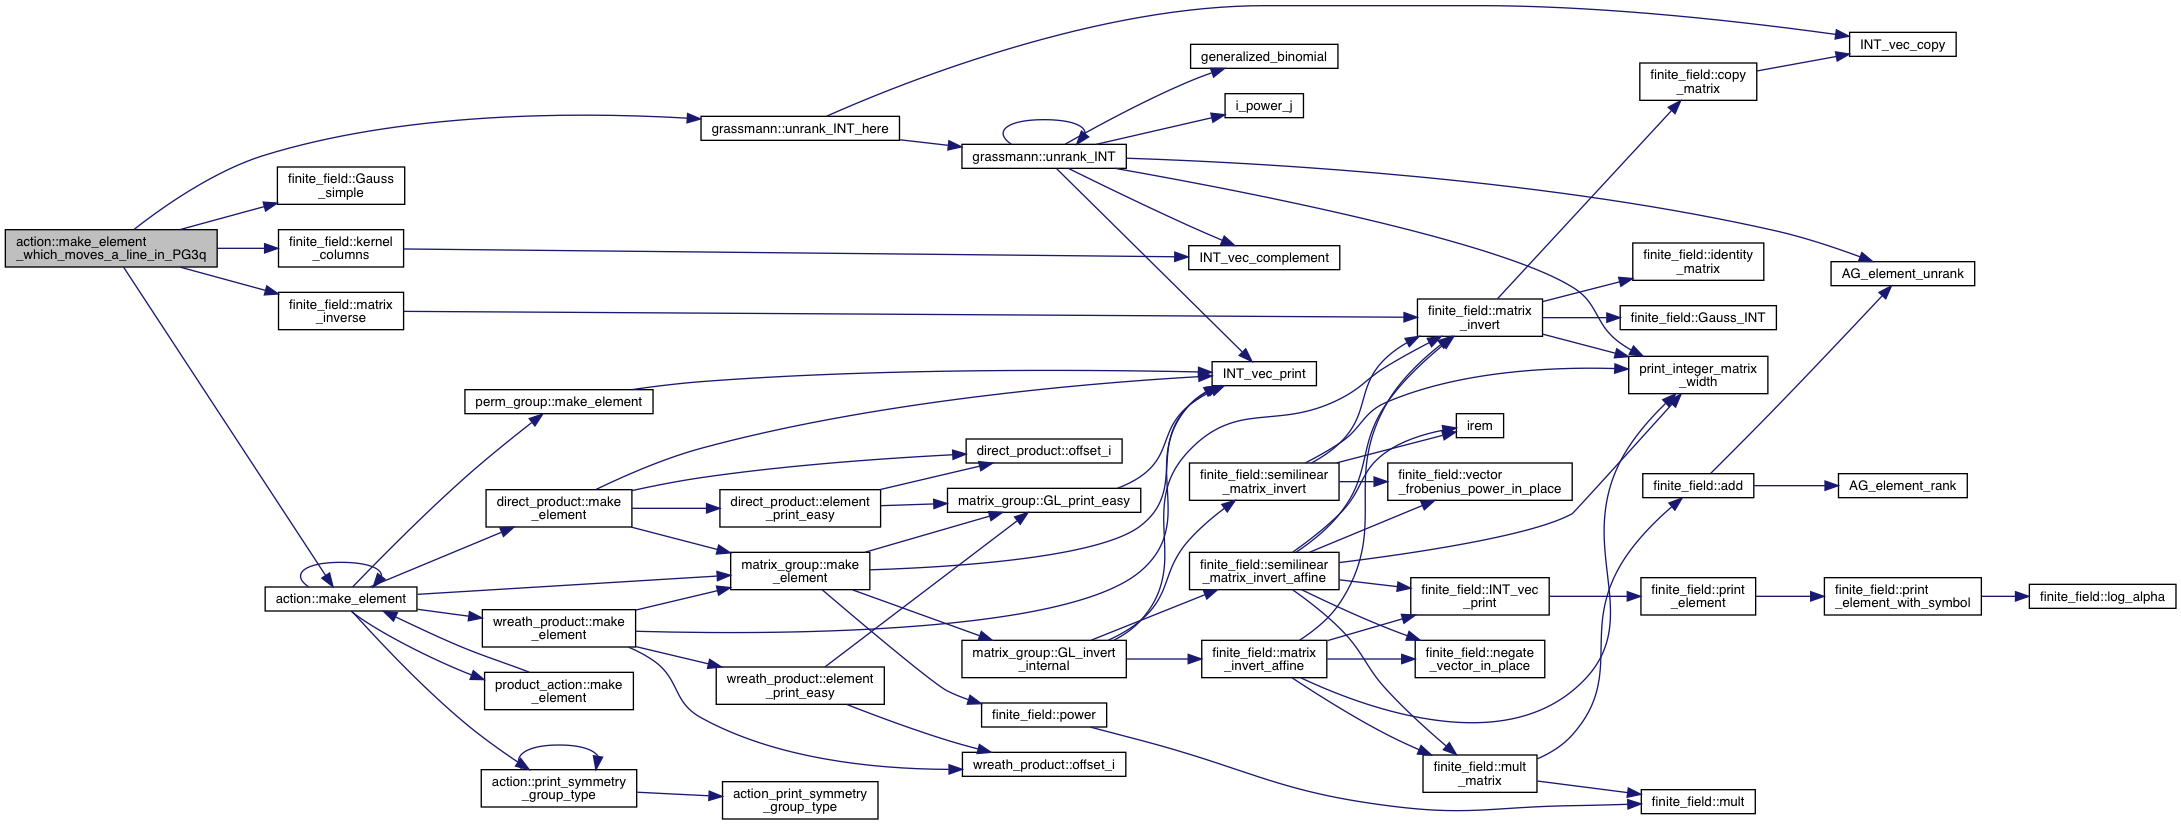 action::make_element
_which_moves_a_line_in_PG3q
grassmann::unrank_INT_here
finite_field::Gauss
_simple
finite_field::kernel
_columns
finite_field::matrix
_inverse
action::make_element
perm_group::make_element
direct_product::make
_element
wreath_product::make
_element
product_action::make
_element
action::print_symmetry
_group_type
direct_product::element
_print_easy
matrix_group::make
_element
wreath_product::element
_print_easy
action_print_symmetry
_group_type
grassmann::unrank_INT
direct_product::offset_i
matrix_group::GL_print_easy
matrix_group::GL_invert
_internal
finite_field::power
wreath_product::offset_i
generalized_binomial
i_power_j
INT_vec_complement
INT_vec_print
finite_field::semilinear
_matrix_invert
finite_field::semilinear
_matrix_invert_affine
finite_field::matrix
_invert_affine
finite_field::matrix
_invert
irem
finite_field::vector
_frobenius_power_in_place
finite_field::INT_vec
_print
finite_field::negate
_vector_in_place
finite_field::mult
_matrix
finite_field::copy
_matrix
finite_field::identity
_matrix
finite_field::Gauss_INT
print_integer_matrix
_width
finite_field::add
finite_field::print
_element
finite_field::mult
INT_vec_copy
AG_element_unrank
AG_element_rank
finite_field::print
_element_with_symbol
finite_field::log_alpha